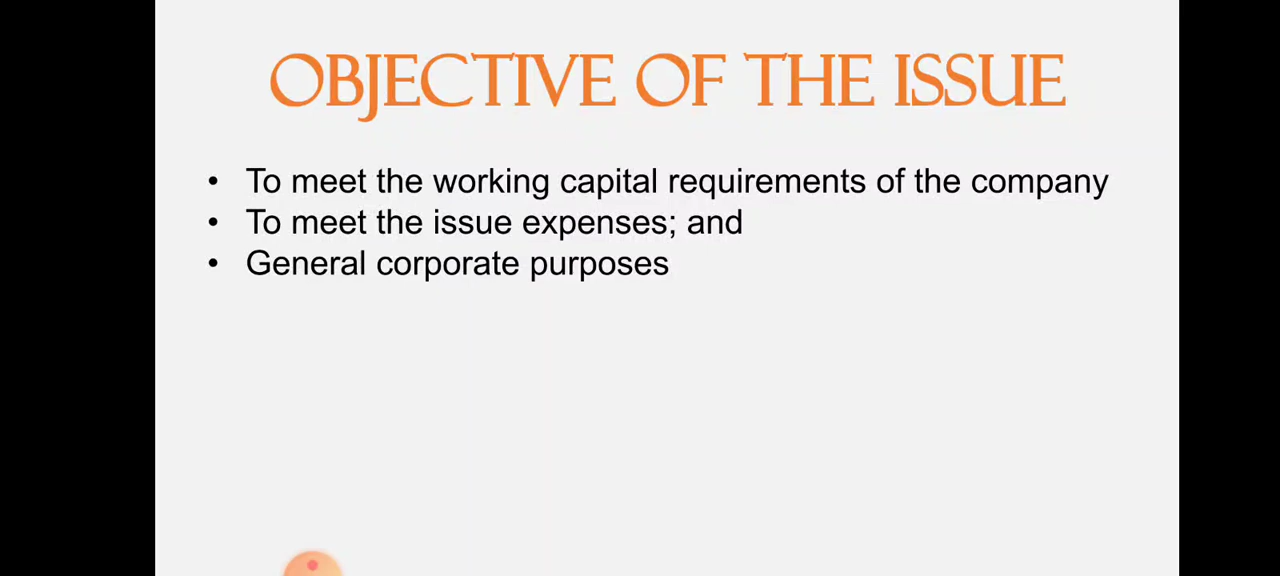 OBJECTIVE OF THE ISSUE
• To meet the working capital requirements of the company
• To meet the issue expenses; and
• General corporate purposes